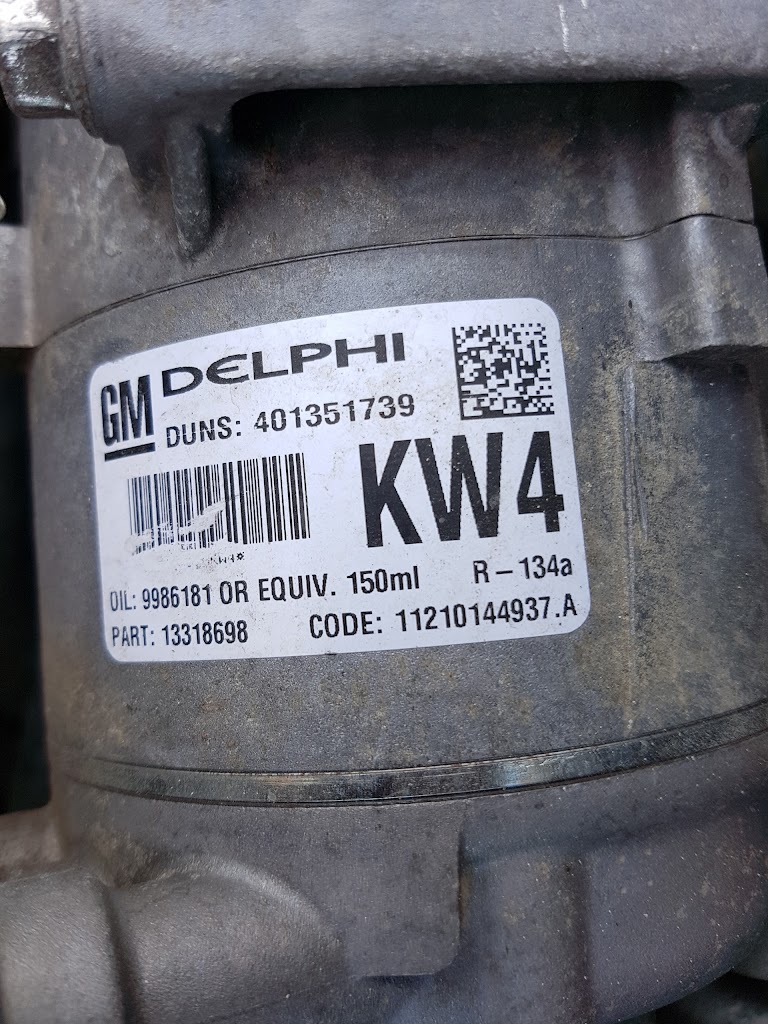 GM DELPHI
DUNS: 401351739
KW4
OIL: 9986181 OR EQUIV. 150ml R-134a
PART: 13318698 CODE: 11210144937.A